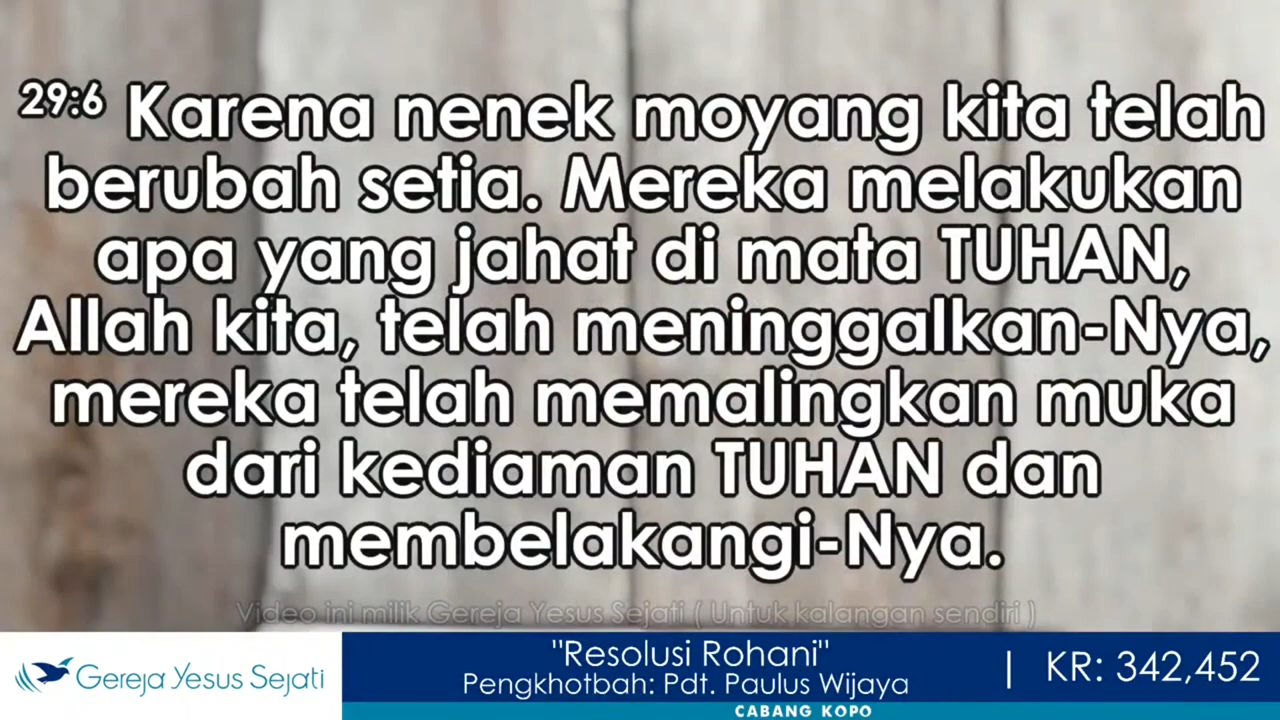 29:6 Karena nenek moyang kita telah
berubah setia. Mereka melakukan
apa yang jahat di mata TUHAN,
Allah kita, telah meninggalkan-Nya,
mereka telah memalingkan muka
dari kediaman TUHAN dan
membelakangi-Nya.
Video ini milik Gereja Yesus Sejati ( Untuk kalangan sendiri )
Gereja Yesus Sejati
"Resolusi Rohani"
Pengkhotbah: Pdt. Paulus Wijaya
| KR: 342,452
CABANG KOPO